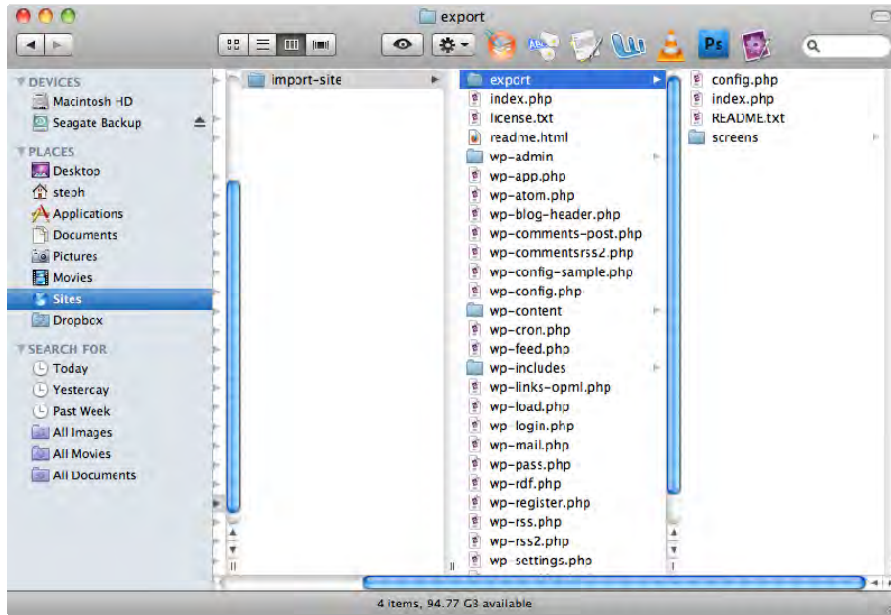 export
Ps
DEVICES
Macintosh HD
Seagate Backup
PLACES
Desktop
steph
Applications
Documents
Pictures
Movies
Sites
Dropbox
SEARCH FOR
Today
Yesterday
Past Week
All Images
All Movies
All Documents
import-site
export
index.php
license.txt
readme.html
wp-admin
wp-app.php
wp-atom.php
wp-blog-header.php
wp-comments-post.php
wp-commentsrss2.php
wp-config-sample.php
wp-config.php
wp-content
wp-cron.php
wp-feed.php
wp-includes
wp-links-opml.php
wp-load.php
wp-login.php
wp-mail.php
wp-pass.php
wp-rdf.php
wp-register.php
wp-rss.php
wp-rss2.php
wp-settings.php
config.php
index.php
README.txt
screens
4 items, 94.77 GB available